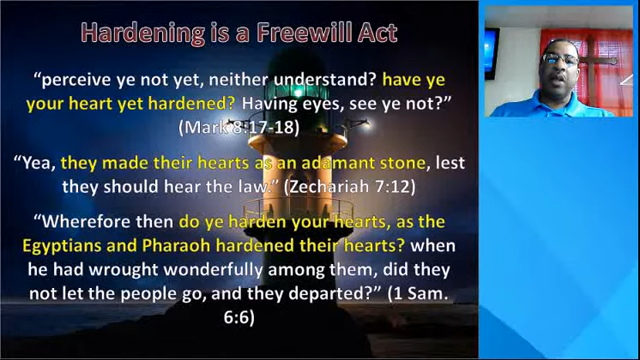 Hardening is a Freewill Act
“perceive ye not yet, neither understand? have ye
your heart yet hardened? Having eyes, see ye not?”
(Mark 8:17-18)
“Yea, they made their hearts as an adamant stone, lest
they should hear the law.” (Zechariah 7:12)
“Wherefore then do ye harden your hearts, as the
Egyptians and Pharaoh hardened their hearts? when
he had wrought wonderfully among them, did they
not let the people go, and they departed?” (1 Sam.
6:6)